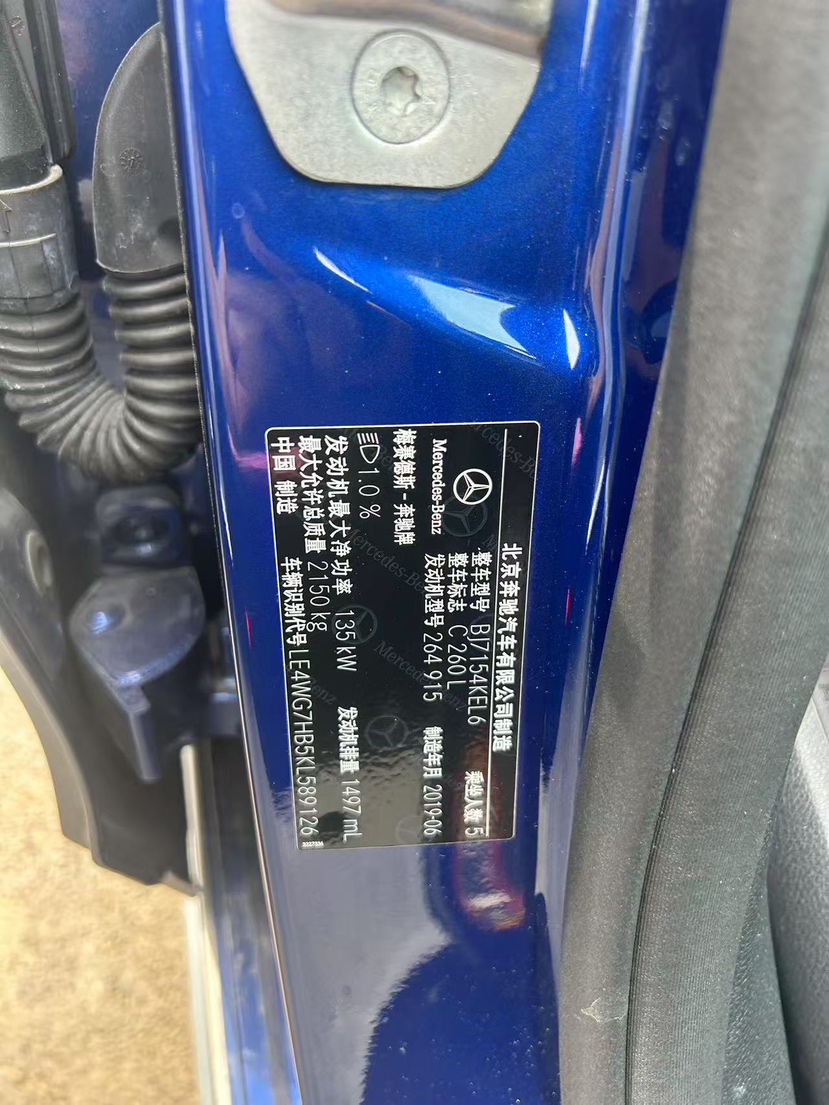 北京奔驰汽车有限公司制造
Mercedes-Benz
整车型号 BJ7154KEL6 乘坐人数 5
整车标志 C 260 L
梅赛德斯-奔驰牌 发动机型号 264 915 制造年月 2019-06
1.0 %
发动机最大净功率 135 kW 发动机排量 1497 mL
最大允许总质量 2150 kg
中国 制造 车辆识别代号 LE4WG7HB5KL589126